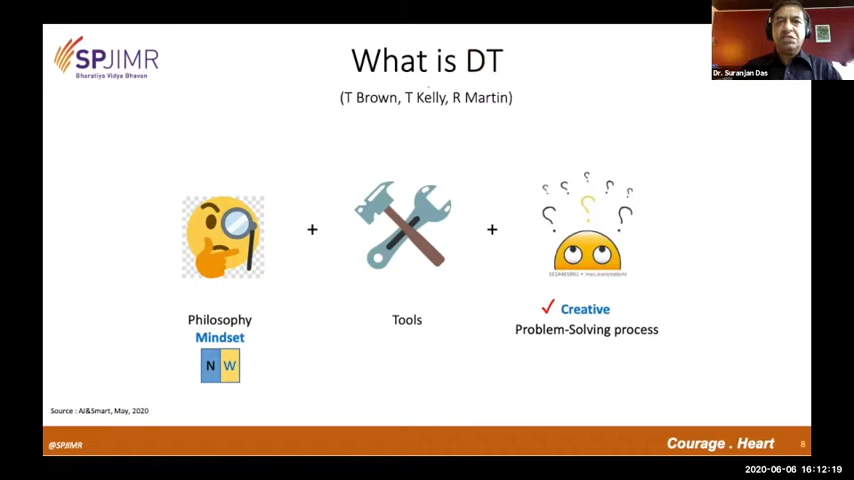 SPJIMR
Bharatiya Vidya Bhavan
What is DT
(T Brown, T Kelly, R Martin)
Dr. Suranjan Das
+
+
Philosophy
Mindset
N W
Tools
✓ Creative
Problem-Solving process
Source : AI&Smart, May, 2020
@SPJIMR
Courage . Heart
8
2020-06-06 16:12:19